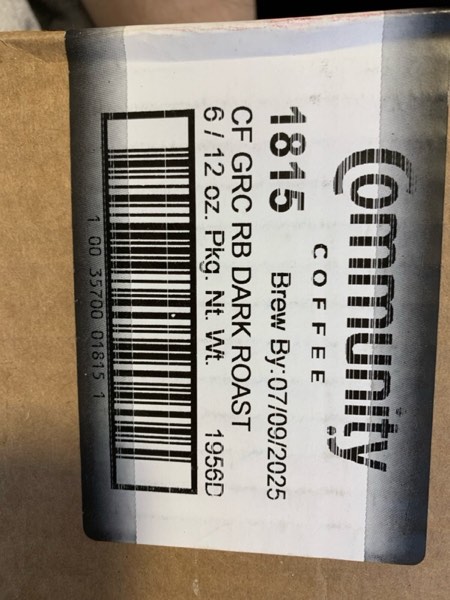 Community
COFFEE
1815 Brew By:07/09/2025
CF GRC RB DARK ROAST
6 / 12 oz. Pkg. Nt. Wt. 1956D
1 00 35700 01815 1